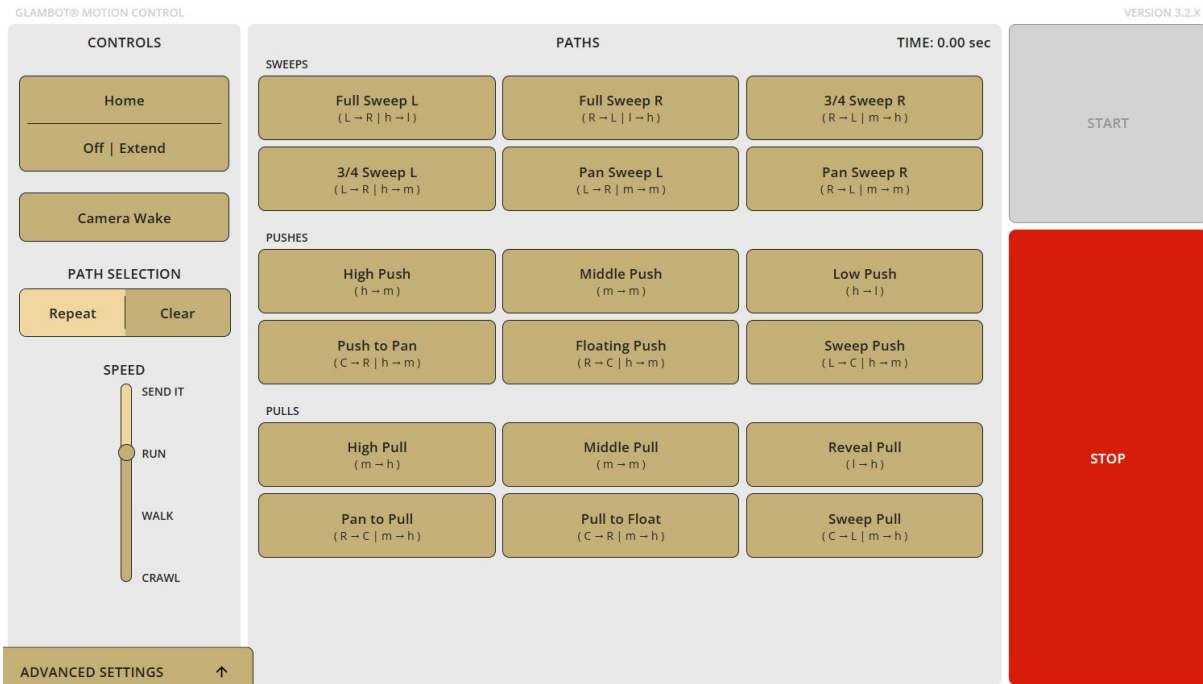 GLAMBOT® MOTION CONTROL
VERSION 3.2.X
CONTROLS
Home
Off | Extend
Camera Wake
PATH SELECTION
Repeat
Clear
SPEED
SEND IT
RUN
WALK
CRAWL
ADVANCED SETTINGS ↑
PATHS
TIME: 0.00 sec
SWEEPS
Full Sweep L
( L → R | h → l )
Full Sweep R
( R → L | l → h )
3/4 Sweep R
( R → L | m → h )
3/4 Sweep L
( L → R | h → m )
Pan Sweep L
( L → R | m → m )
Pan Sweep R
( R → L | m → m )
PUSHES
High Push
( h → m )
Middle Push
( m → m )
Low Push
( h → l )
Push to Pan
( C → R | h → m )
Floating Push
( R → C | h → m )
Sweep Push
( L → C | h → m )
PULLS
High Pull
( m → h )
Middle Pull
( m → m )
Reveal Pull
( l → h )
Pan to Pull
( R → C | m → h )
Pull to Float
( C → R | m → h )
Sweep Pull
( C → L | m → h )
START
STOP